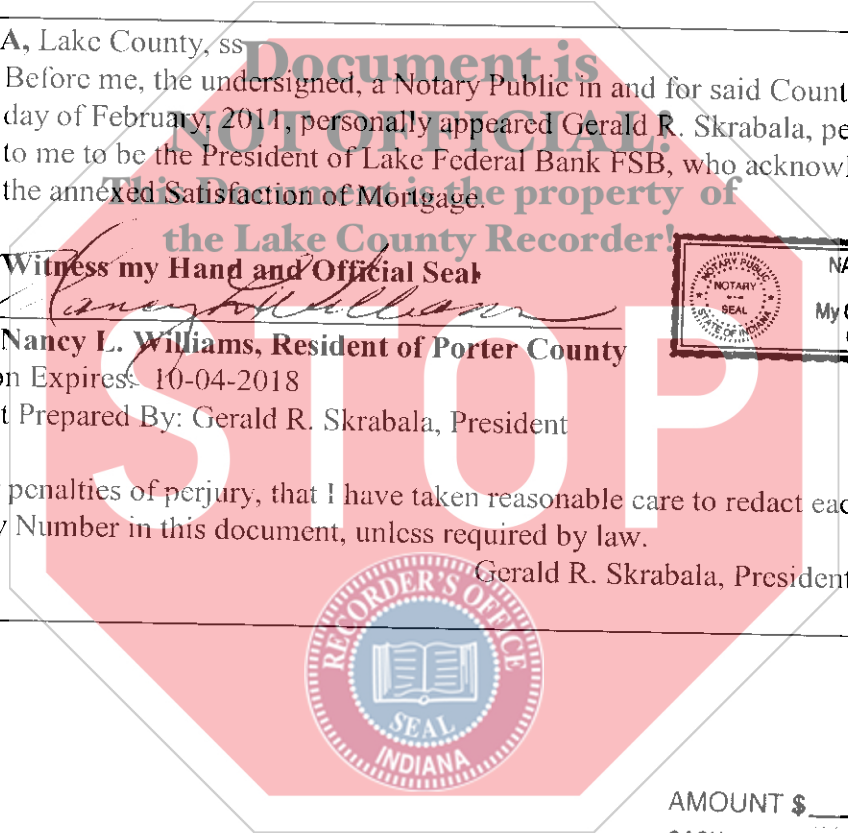 A, Lake County, ss
Document is
Before me, the undersigned, a Notary Public in and for said Count
NOT OFFICIAL!
day of February, 2011, personally appeared Gerald R. Skrabala, pe
to me to be the President of Lake Federal Bank FSB, who acknow
This Document is the property of
the annexed Satisfaction of Mortgage.
the Lake County Recorder!
Witness my Hand and Official Seal
NOTARY PUBLIC
NOTARY
SEAL
STATE OF INDIANA
NA
My
Nancy L. Williams
Nancy L. Williams, Resident of Porter County
n Expires: 10-04-2018
t Prepared By: Gerald R. Skrabala, President
STOP
penalties of perjury, that I have taken reasonable care to redact eac
Number in this document, unless required by law.
Gerald R. Skrabala, President
RECORDER'S OFFICE
SEAL
INDIANA
AMOUNT $